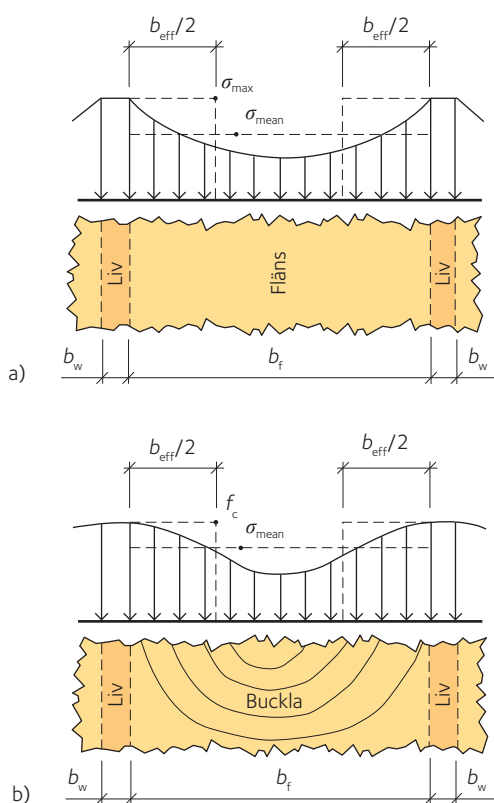 b_eff/2 b_eff/2
σ_max
σ_mean
Liv Fläns Liv
b_w b_f b_w
a)
b_eff/2 b_eff/2
f_c
σ_mean
Liv Buckla Liv
b_w b_f b_w
b)